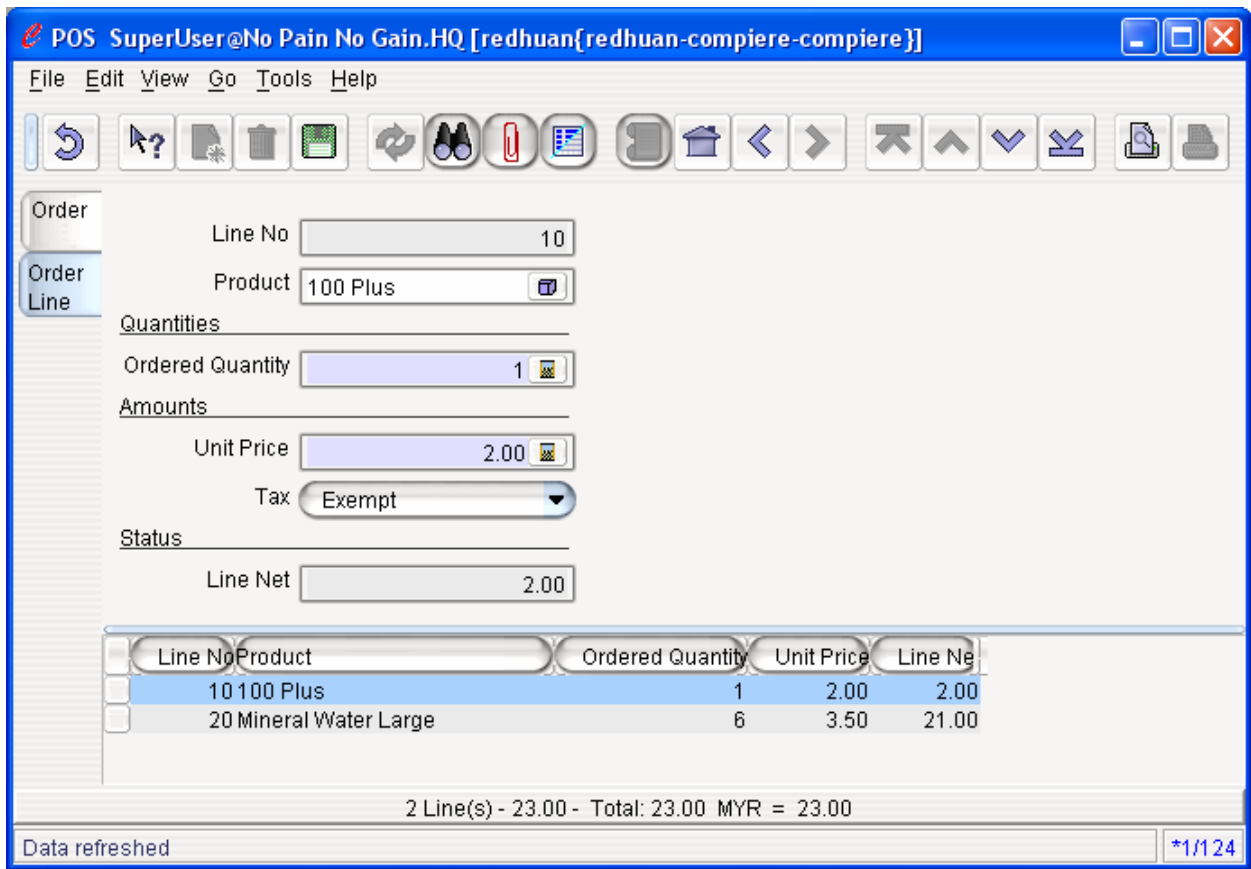 POS SuperUser@No Pain No Gain.HQ [redhuan{redhuan-compiere-compiere}]
File Edit View Go Tools Help
Order
Order
Line
Line No 10
Product 100 Plus
Quantities
Ordered Quantity 1
Amounts
Unit Price 2.00
Tax Exempt
Status
Line Net 2.00
Line No Product Ordered Quantity Unit Price Line Ne
10 100 Plus 1 2.00 2.00
20 Mineral Water Large 6 3.50 21.00
2 Line(s) - 23.00 - Total: 23.00 MYR = 23.00
Data refreshed *1/124